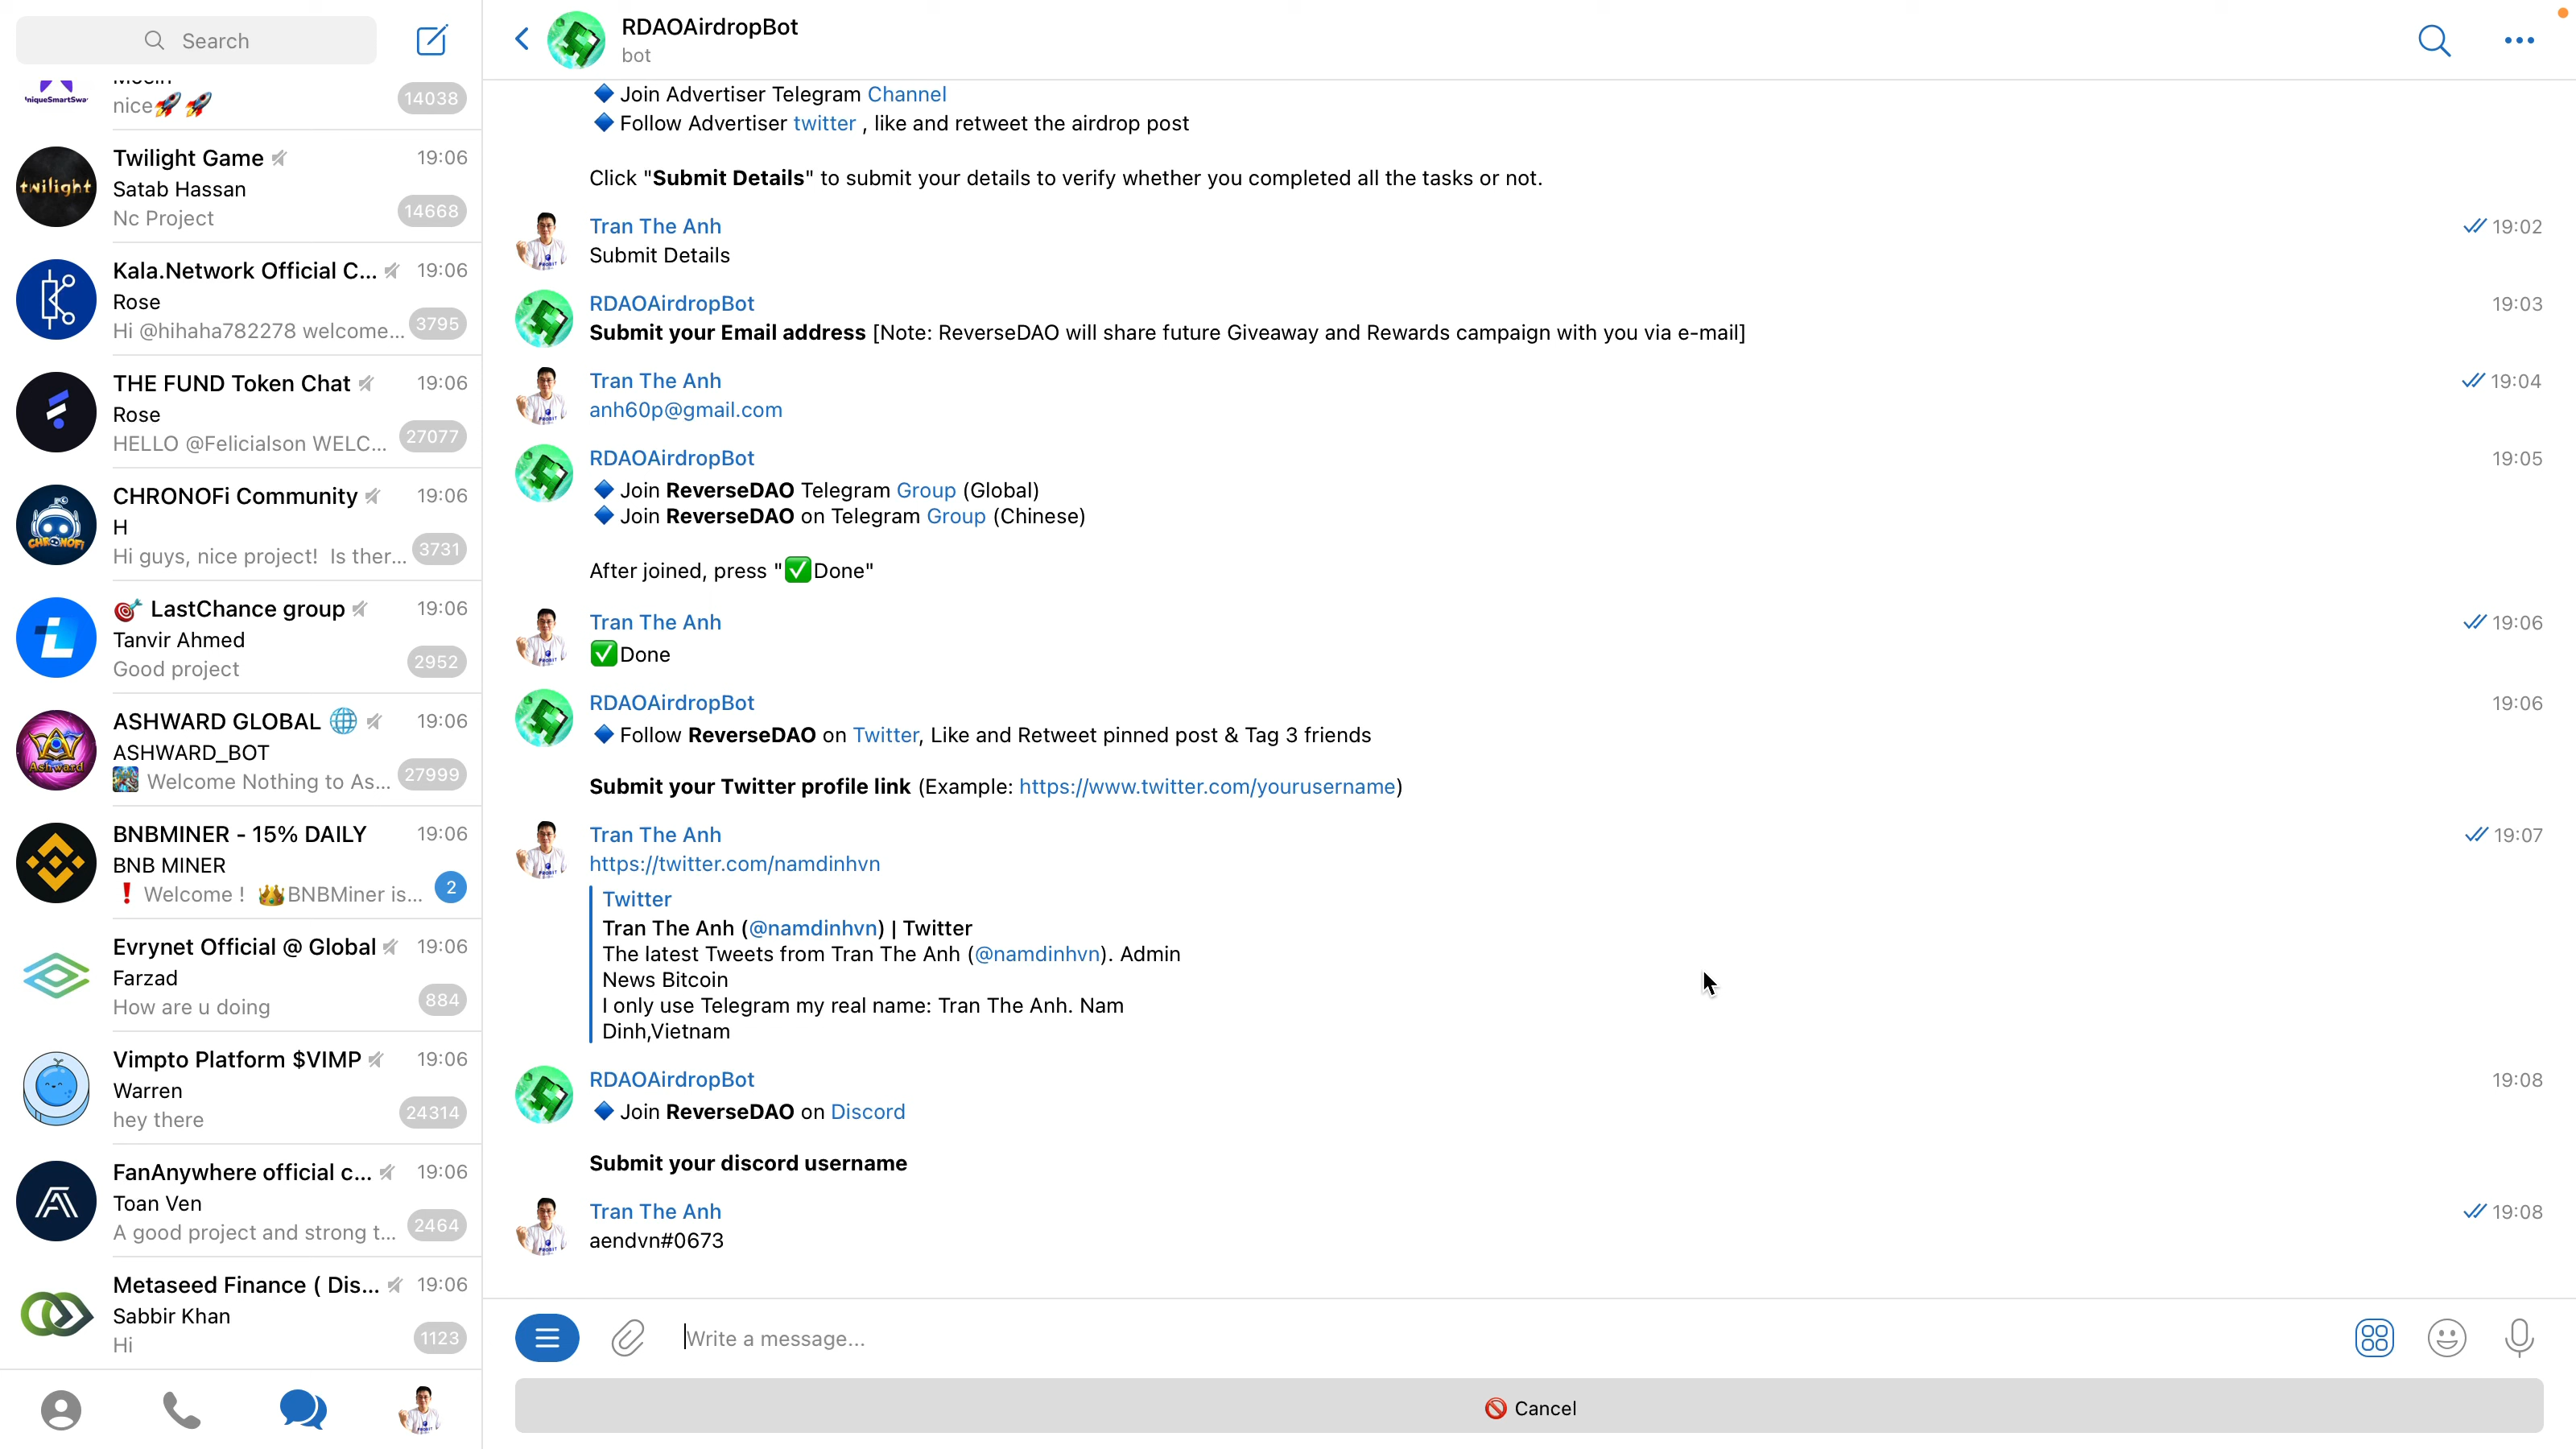 Search
nice🚀🚀
14038
Twilight Game
19:06
Satab Hassan
Nc Project
14668
Kala.Network Official C...
19:06
Rose
Hi @hihaha782278 welcome...
3795
THE FUND Token Chat
19:06
Rose
HELLO @Felicialson WELC...
27077
CHRONOFi Community
19:06
H
Hi guys, nice project! Is ther...
3731
🎯 LastChance group
19:06
Tanvir Ahmed
Good project
2952
ASHWARD GLOBAL 🌐
19:06
ASHWARD_BOT
Welcome Nothing to As...
27999
BNBMINER - 15% DAILY
19:06
BNB MINER
❗ Welcome ! 👑BNBMiner is...
2
Evrynet Official @ Global
19:06
Farzad
How are u doing
884
Vimpto Platform $VIMP
19:06
Warren
hey there
24314
FanAnywhere official c...
19:06
Toan Ven
A good project and strong t...
2464
Metaseed Finance ( Dis...
19:06
Sabbir Khan
Hi
1123
RDAOAirdropBot
bot
🔷 Join Advertiser Telegram Channel
🔷 Follow Advertiser twitter , like and retweet the airdrop post
Click "Submit Details" to submit your details to verify whether you completed all the tasks or not.
Tran The Anh
19:02
Submit Details
RDAOAirdropBot
19:03
Submit your Email address [Note: ReverseDAO will share future Giveaway and Rewards campaign with you via e-mail]
Tran The Anh
19:04
anh60p@gmail.com
RDAOAirdropBot
19:05
🔷 Join ReverseDAO Telegram Group (Global)
🔷 Join ReverseDAO on Telegram Group (Chinese)
After joined, press "✅Done"
Tran The Anh
19:06
✅Done
RDAOAirdropBot
19:06
🔷 Follow ReverseDAO on Twitter, Like and Retweet pinned post & Tag 3 friends
Submit your Twitter profile link (Example: https://www.twitter.com/yourusername)
Tran The Anh
19:07
https://twitter.com/namdinhvn
Twitter
Tran The Anh (@namdinhvn) | Twitter
The latest Tweets from Tran The Anh (@namdinhvn). Admin
News Bitcoin
I only use Telegram my real name: Tran The Anh. Nam
Dinh,Vietnam
RDAOAirdropBot
19:08
🔷 Join ReverseDAO on Discord
Submit your discord username
Tran The Anh
19:08
aendvn#0673
Write a message...
🚫 Cancel